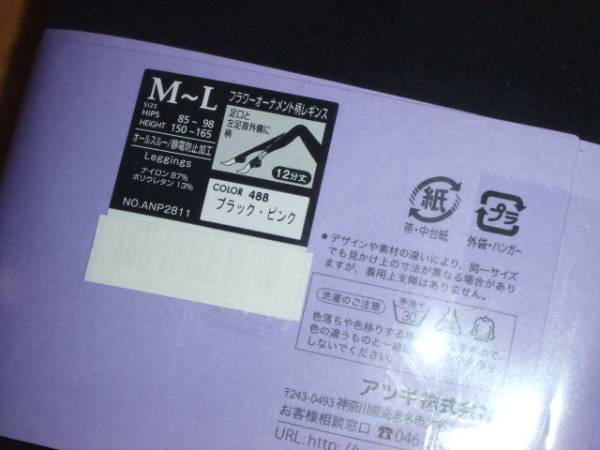 M~L
SIZE
HIPS 85～98
HEIGHT 150～165
オールスルー/静電防止加工
Leggings
ナイロン 87%
ポリウレタン 13%
NO.ANP2811
フラワーオーナメント柄レギンス
足口と
左足首外側に
柄
12分丈
COLOR 488
ブラック・ピンク
紙
帯・中台紙
プラ
外袋・ハンガー
● デザインや素材の違いにより、同一サイズ
でも見かけ上の寸法が異なる場合があり
ますが、着用上支障はありません。
洗濯のご注意
手洗イ
30
色落ちや色移りする
色の違うものと一緒
しないでください。
アツギ株式会社
〒243-0493 神奈川県海老名市
お客様相談窓口 ☎046
URL:http:/